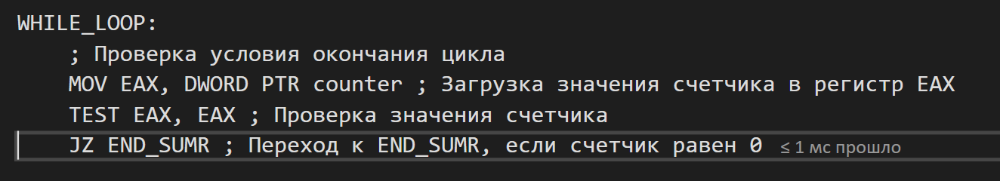 WHILE_LOOP:
; Проверка условия окончания цикла
MOV EAX, DWORD PTR counter ; Загрузка значения счетчика в регистр EAX
TEST EAX, EAX ; Проверка значения счетчика
JZ END_SUMR ; Переход к END_SUMR, если счетчик равен 0 ≤ 1 мс прошло